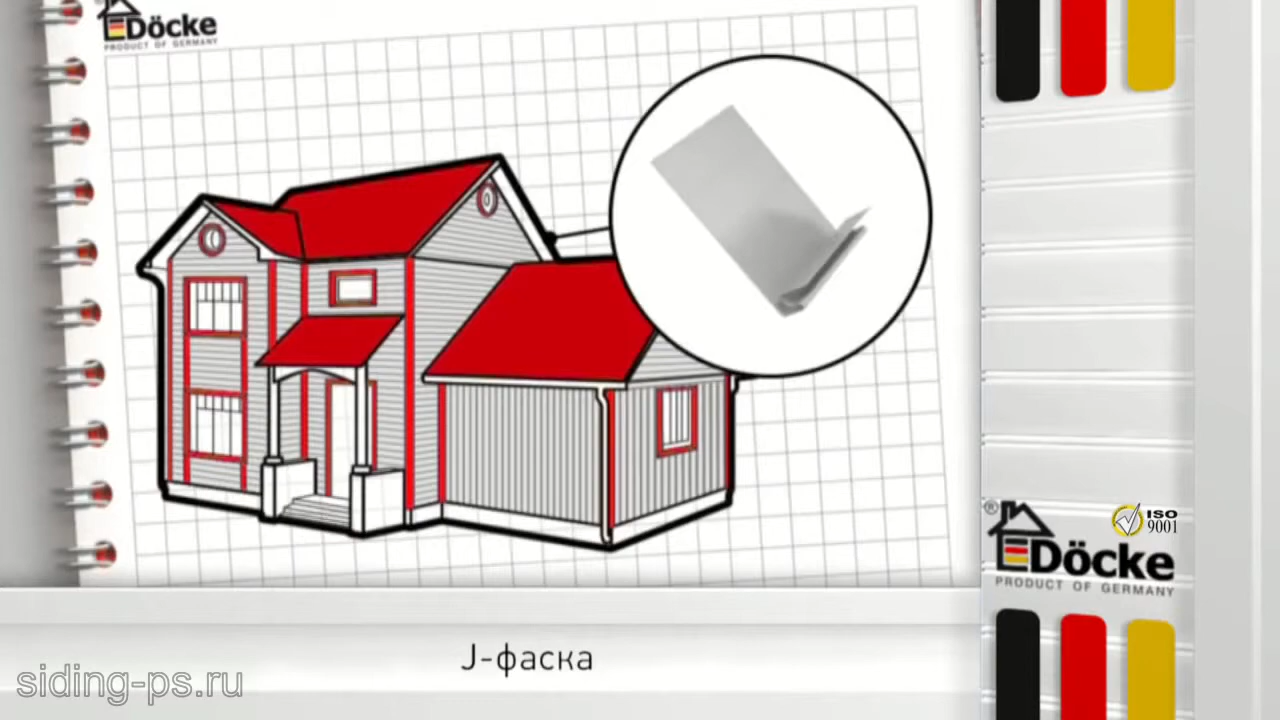 Döcke
PRODUCT OF GERMANY
® ISO
9001
Döcke
PRODUCT OF GERMANY
J-фаска
siding-ps.ru